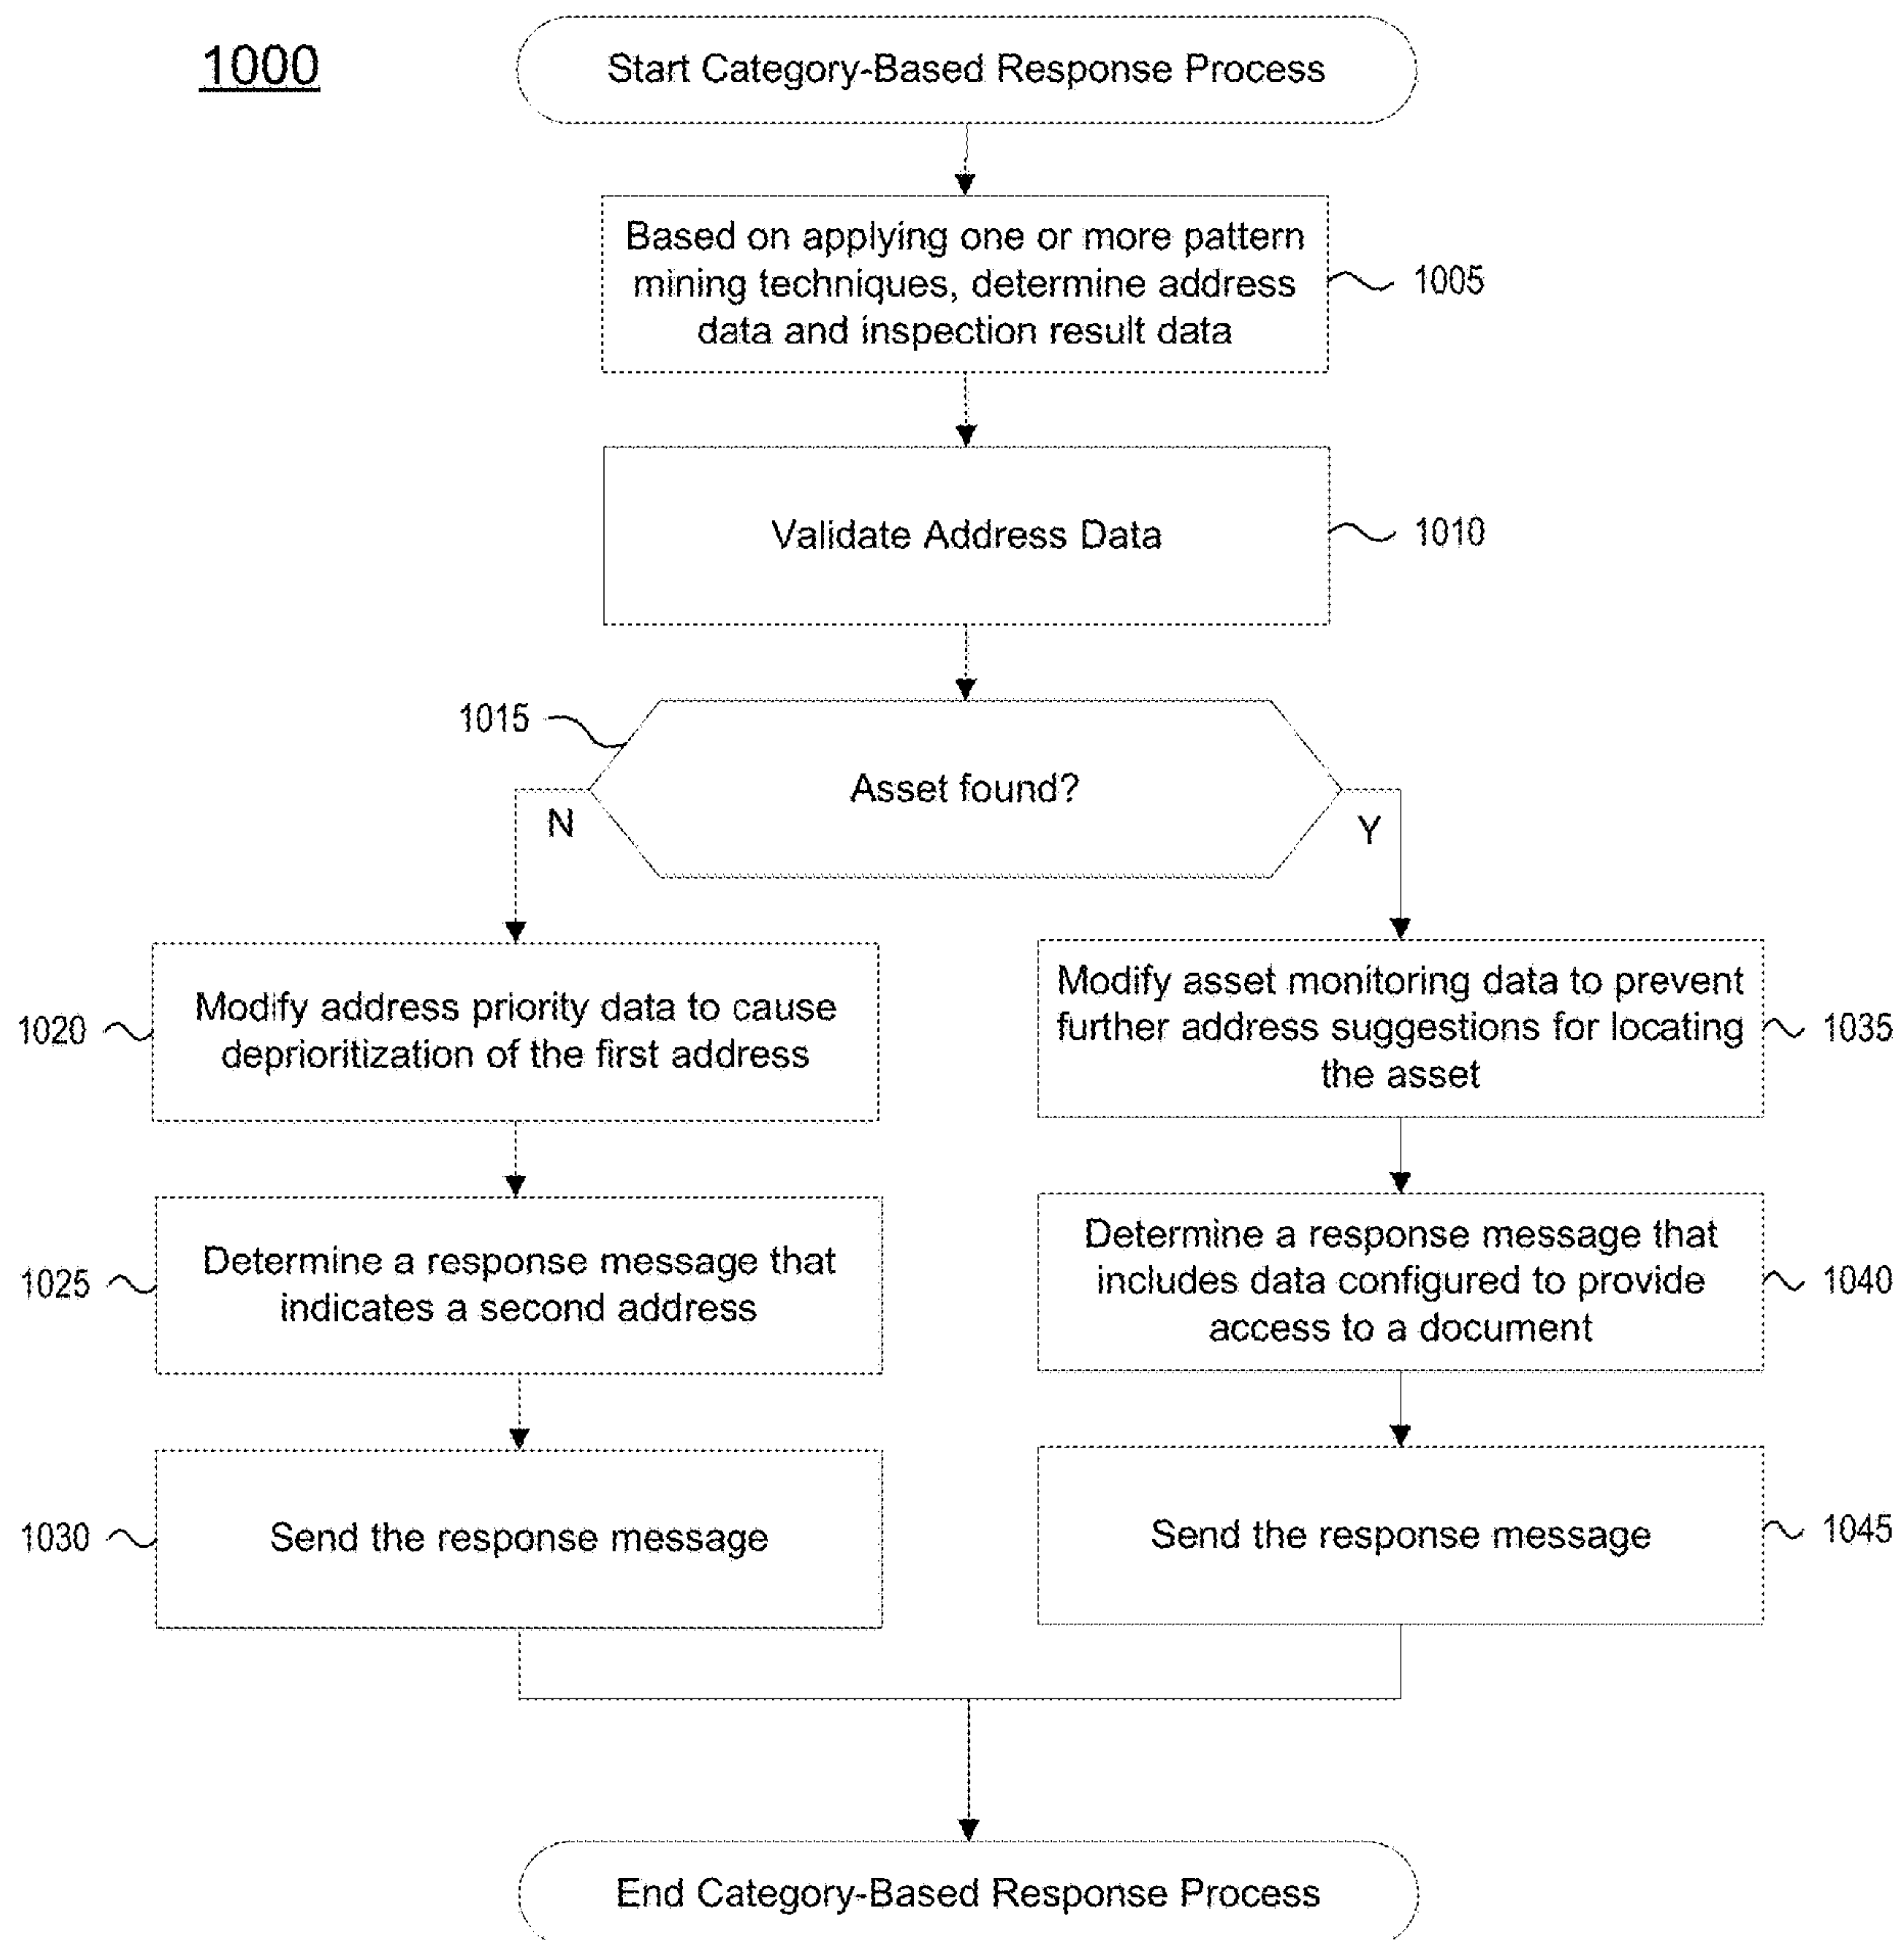 1000
Start Category-Based Response Process
Based on applying one or more pattern
mining techniques, determine address
data and inspection result data
1005
Validate Address Data
1010
1015
Asset found?
N
Y
1020
Modify address priority data to cause
deprioritization of the first address
Modify asset monitoring data to prevent
further address suggestions for locating
the asset
1035
1025
Determine a response message that
indicates a second address
Determine a response message that
includes data configured to provide
access to a document
1040
1030
Send the response message
Send the response message
1045
End Category-Based Response Process